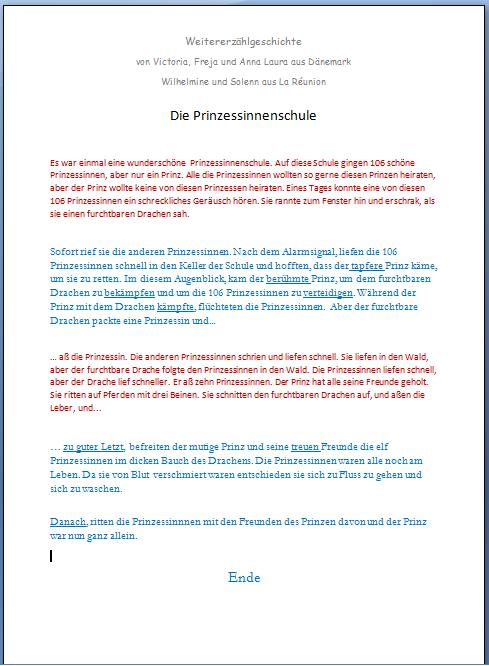 Weitererzählgeschichte
von Victoria, Freja und Anna Laura aus Dänemark
Wilhelmine und Solenn aus La Réunion
Die Prinzessinnenschule
Es war einmal eine wunderschöne Prinzessinnenschule. Auf diese Schule gingen 106 schöne
Prinzessinnen, aber nur ein Prinz. Alle die Prinzessinnen wollten so gerne diesen Prinzen heiraten,
aber der Prinz wollte keine von diesen Prinzessen heiraten. Eines Tages konnte eine von diesen
106 Prinzessinnen ein schreckliches Geräusch hören. Sie rannte zum Fenster hin und erschrak, als
sie einen furchtbaren Drachen sah.
Sofort rief sie die anderen Prinzessinnen. Nach dem Alarmsignal, liefen die 106
Prinzessinnen schnell in den Keller der Schule und hofften, dass der tapfere Prinz käme,
um sie zu retten. Im diesem Augenblick, kam der berühmte Prinz, um dem furchtbaren
Drachen zu bekämpfen und um die 106 Prinzessinnen zu verteidigen. Während der
Prinz mit dem Drachen kämpfte, flüchteten die Prinzessinnen. Aber der furchtbare
Drachen packte eine Prinzessin und...
... aß die Prinzessin. Die anderen Prinzessinnen schrien und liefen schnell. Sie liefen in den Wald,
aber der furtbare Drache folgte den Prinzessinnen in den Wald. Die Prinzessinnen liefen schnell,
aber der Drache lief schneller. Er aß zehn Prinzessinnen. Der Prinz hat alle seine Freunde geholt.
Sie ritten auf Pferden mit drei Beinen. Sie schnitten den furchtbaren Drachen auf, und aßen die
Leber, und...
... zu guter Letzt, befreiten der mutige Prinz und seine treuen Freunde die elf
Prinzessinnen im dicken Bauch des Drachens. Die Prinzessinnen waren alle noch am
Leben. Da sie von Blut verschmiert waren entschieden sie sich zu Fluss zu gehen und
sich zu waschen.
Danach, ritten die Prinzessinnnen mit den Freunden des Prinzen davon und der Prinz
war nun ganz allein.
Ende